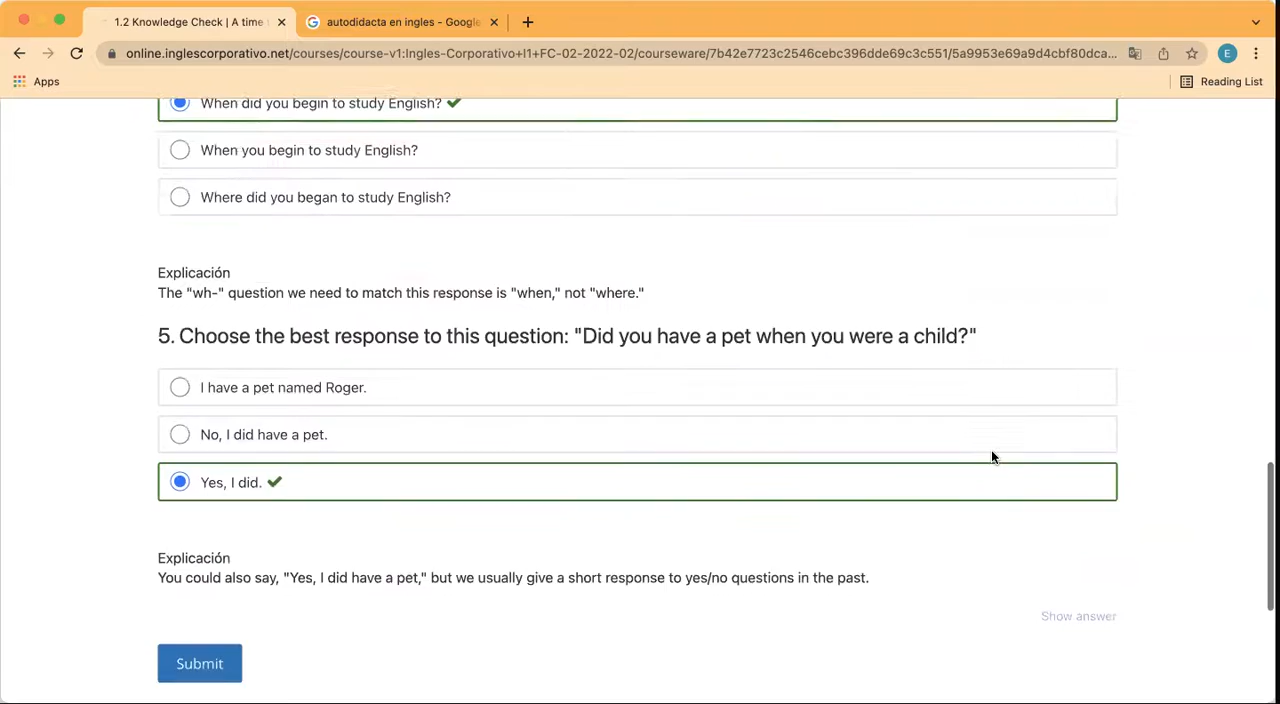 1.2 Knowledge Check | A time
autodidacta en ingles - Google
online.inglescorporativo.net/courses/course-v1:Ingles-Corporativo+I1+FC-02-2022-02/courseware/7b42e7723c2546cebc396dde69c3c551/5a9953e69a9d4cbf80dca...
E
Apps
Reading List
When did you begin to study English?
When you begin to study English?
Where did you began to study English?
Explicación
The "wh-" question we need to match this response is "when," not "where."
5. Choose the best response to this question: "Did you have a pet when you were a child?"
I have a pet named Roger.
No, I did have a pet.
Yes, I did.
Explicación
You could also say, "Yes, I did have a pet," but we usually give a short response to yes/no questions in the past.
Show answer
Submit